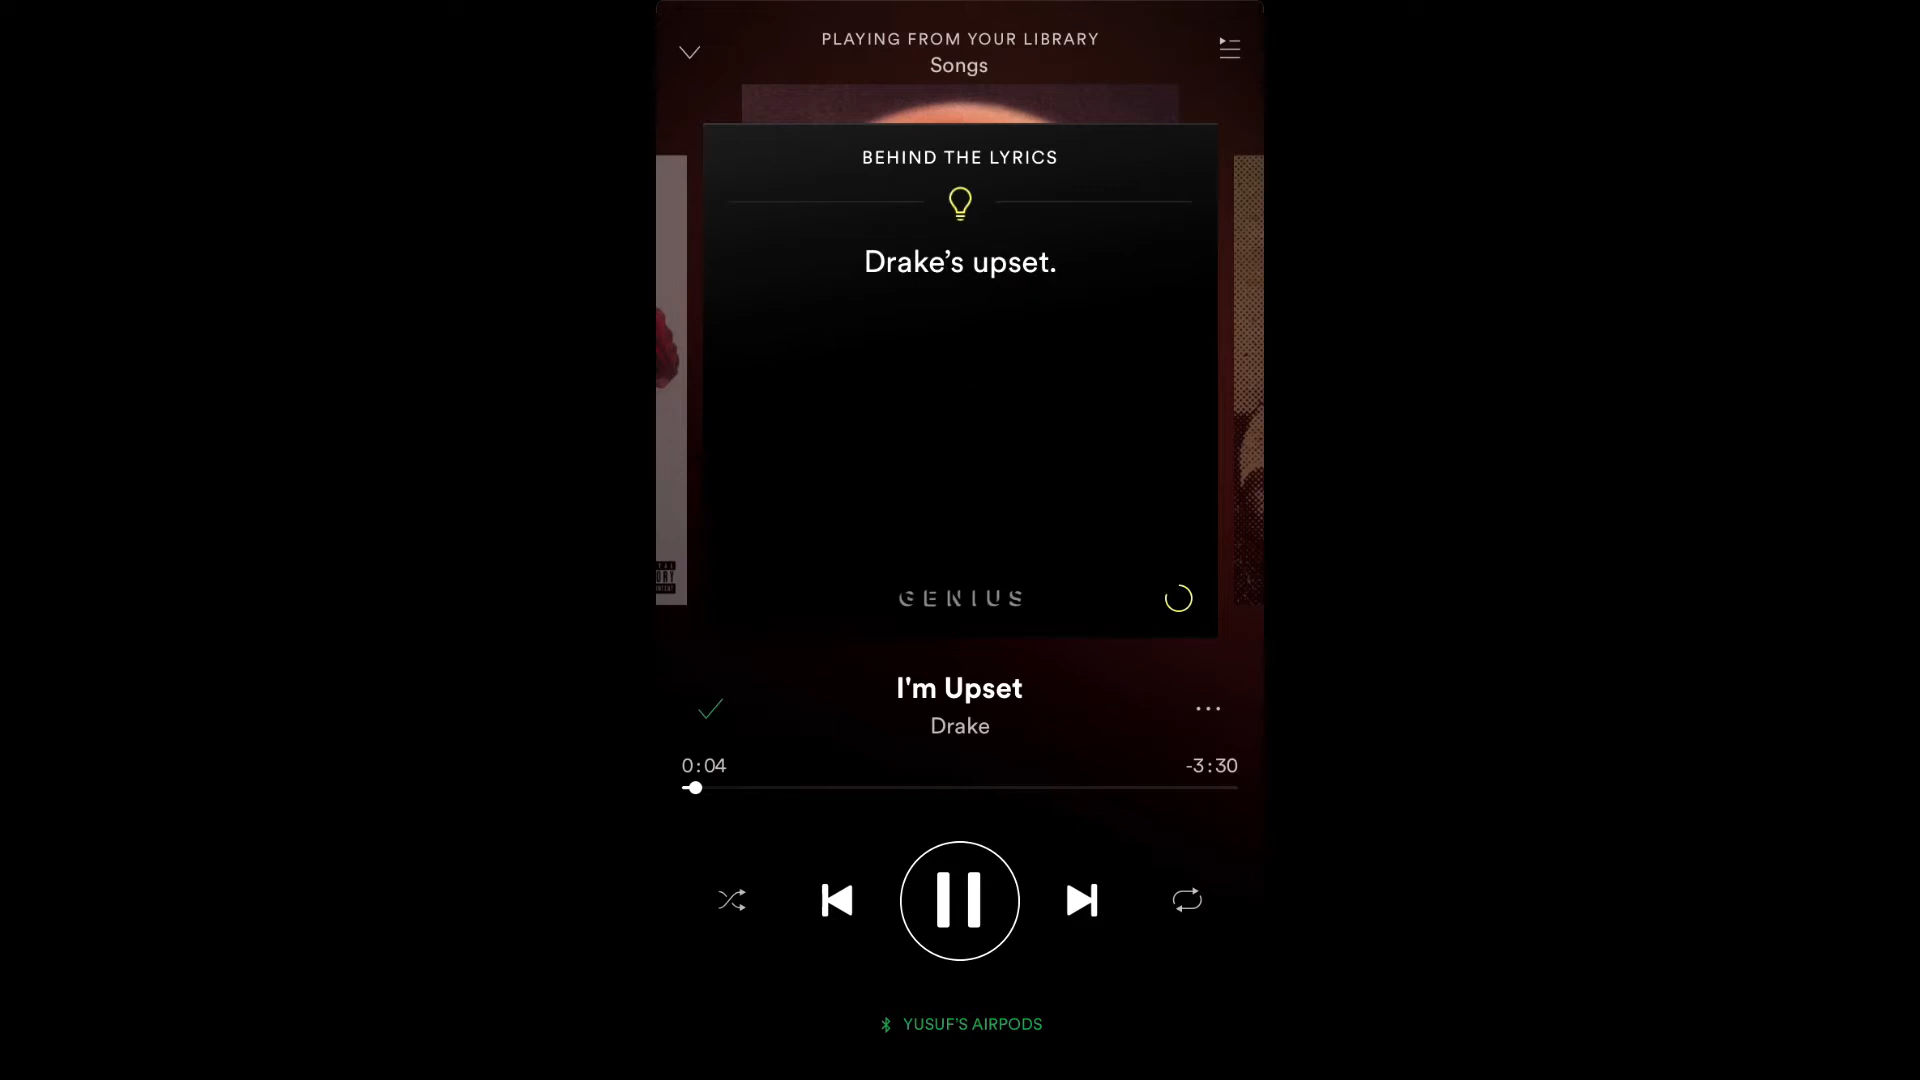 PLAYING FROM YOUR LIBRARY
Songs
BEHIND THE LYRICS
Drake’s upset.
GENIUS
I'm Upset
Drake
0:04
-3:30
YUSUF'S AIRPODS